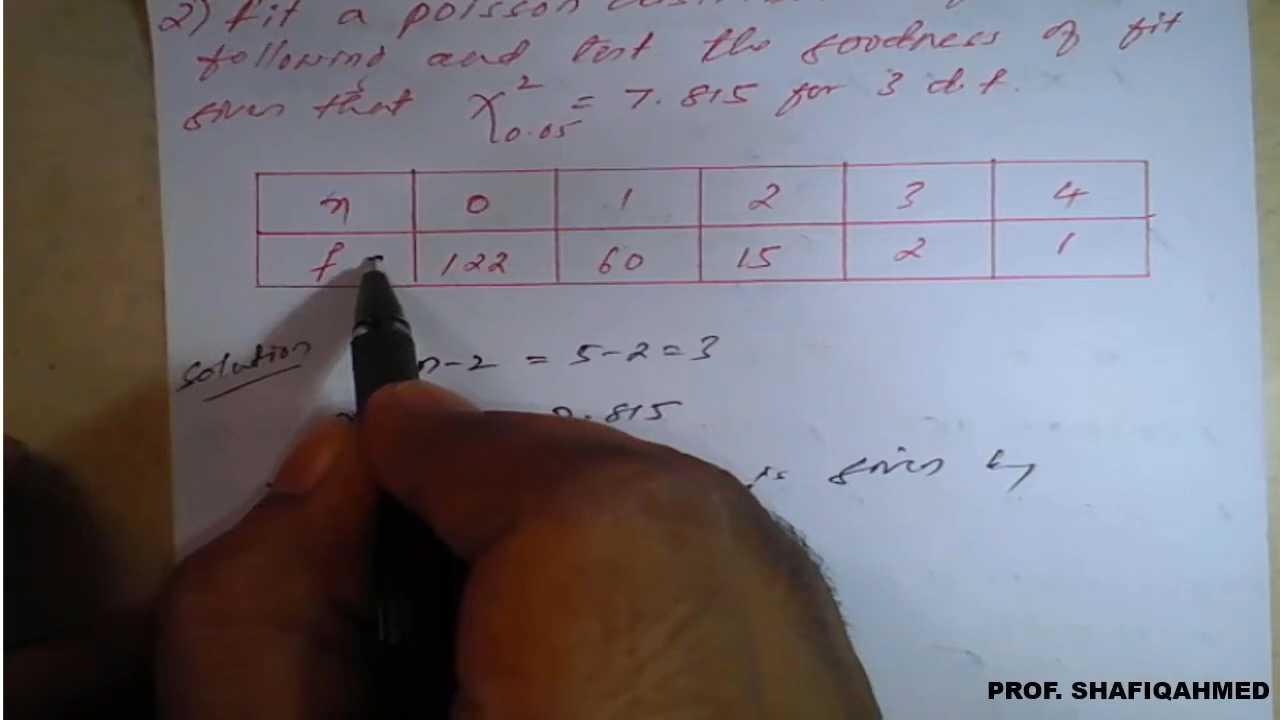 2) Fit a poisson
following and test the goodness of fit
given that χ²0.05 = 7.815 for 3 d.f.
x 0 1 2 3 4
f 122 60 15 2 1
Solution n-2 = 5-2=3
.815
is given by
PROF. SHAFIQAHMED